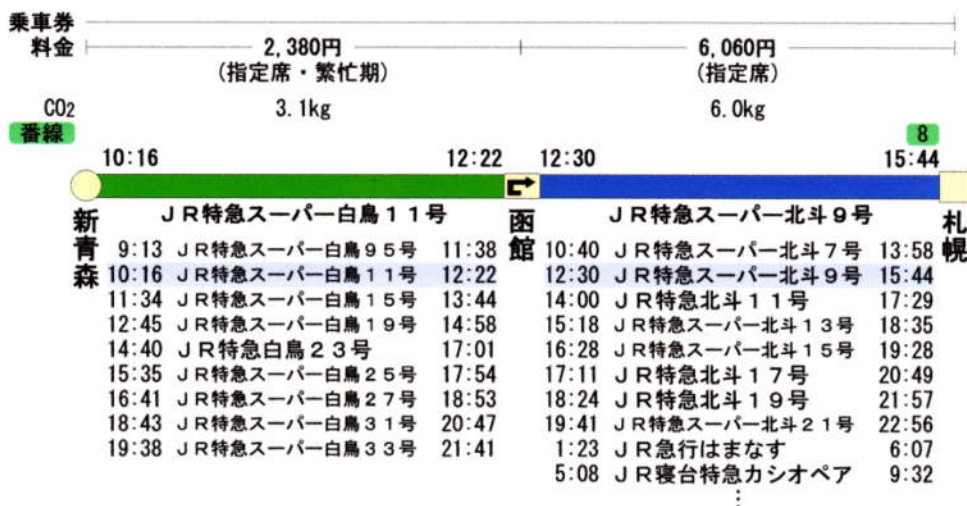 乗車券
料金 2,380円 6,060円
(指定席・繁忙期) (指定席)
CO2 3.1kg 6.0kg
番線 8
10:16 12:22 12:30 15:44
新青森 函館 札幌
JR特急スーパー白鳥11号 JR特急スーパー北斗9号
9:13 JR特急スーパー白鳥95号 11:38 10:40 JR特急スーパー北斗7号 13:58
10:16 JR特急スーパー白鳥11号 12:22 12:30 JR特急スーパー北斗9号 15:44
11:34 JR特急スーパー白鳥15号 13:44 14:00 JR特急北斗11号 17:29
12:45 JR特急スーパー白鳥19号 14:58 15:18 JR特急スーパー北斗13号 18:35
14:40 JR特急白鳥23号 17:01 16:28 JR特急スーパー北斗15号 19:28
15:35 JR特急スーパー白鳥25号 17:54 17:11 JR特急北斗17号 20:49
16:41 JR特急スーパー白鳥27号 18:53 18:24 JR特急北斗19号 21:57
18:43 JR特急スーパー白鳥31号 20:47 19:41 JR特急スーパー北斗21号 22:56
19:38 JR特急スーパー白鳥33号 21:41 1:23 JR急行はまなす 6:07
5:08 JR寝台特急カシオペア 9:32
⋮